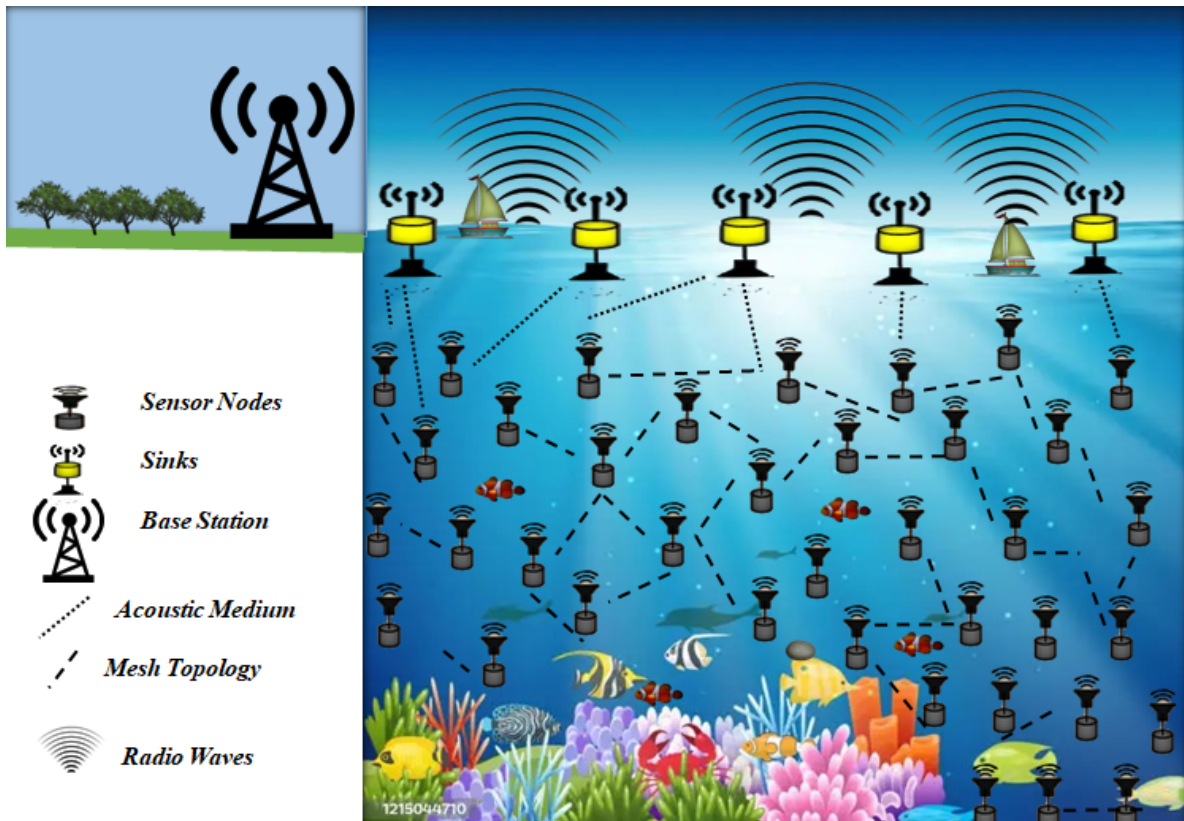 Sensor Nodes
Sinks
Base Station
Acoustic Medium
Mesh Topology
Radio Waves
1215044710